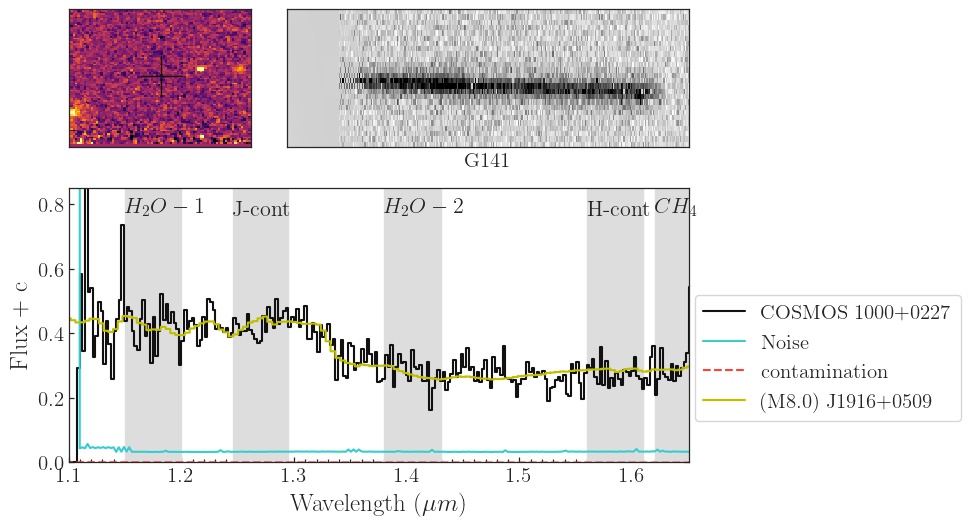 G141
H₂O − 1
J-cont
H₂O − 2
H-cont
CH₄
Flux + c
0.8
0.6
0.4
0.2
0.0
1.1
1.2
1.3
1.4
1.5
1.6
Wavelength (μm)
COSMOS 1000+0227
Noise
contamination
(M8.0) J1916+0509